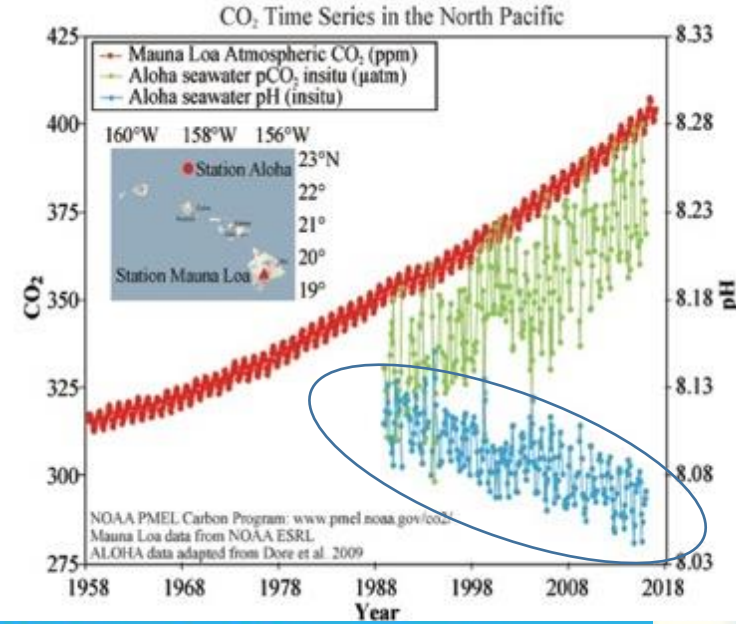 CO₂ Time Series in the North Pacific
Mauna Loa Atmospheric CO₂ (ppm)
Aloha seawater pCO₂ insitu (µatm)
Aloha seawater pH (insitu)
160°W 158°W 156°W
Station Aloha
23°N
22°
21°
20°
19°
Station Mauna Loa
425
400
375
350
325
300
275
CO₂
8.33
8.28
8.23
8.18
8.13
8.08
8.03
pH
NOAA PMEL Carbon Program: www.pmel.noaa.gov/co2/
Mauna Loa data from NOAA ESRL
ALOHA data adapted from Dore et al. 2009
1958 1968 1978 1988 1998 2008 2018
Year